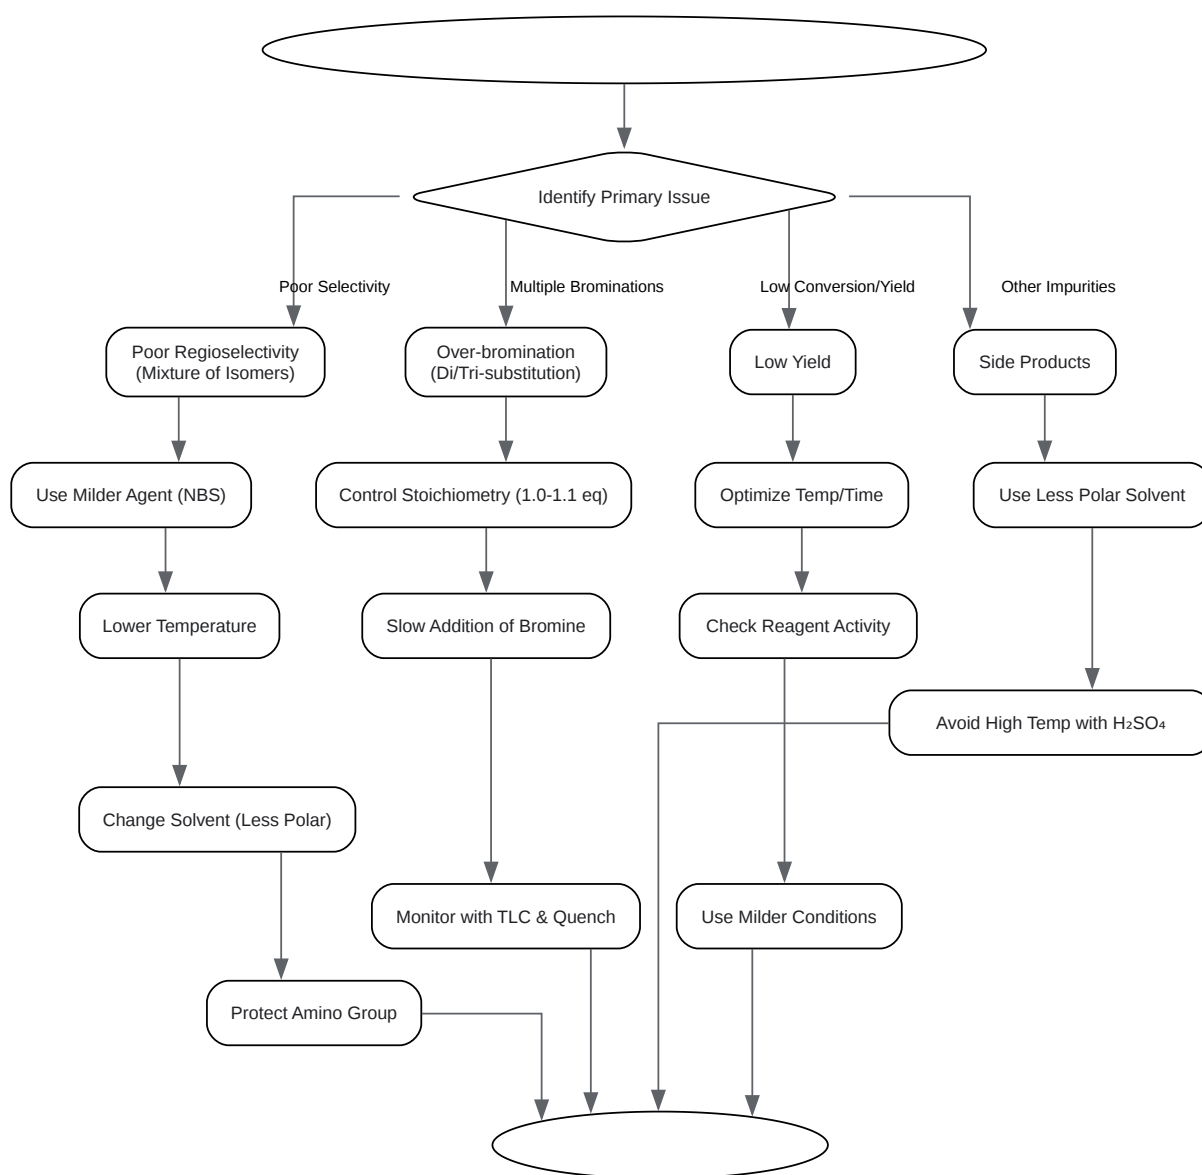 Identify Primary Issue
Poor Selectivity
Multiple Brominations
Low Conversion/Yield
Other Impurities
Poor Regioselectivity
(Mixture of Isomers)
Over-bromination
(Di/Tri-substitution)
Low Yield
Side Products
Use Milder Agent (NBS)
Control Stoichiometry (1.0-1.1 eq)
Optimize Temp/Time
Use Less Polar Solvent
Lower Temperature
Slow Addition of Bromine
Check Reagent Activity
Avoid High Temp with H₂SO₄
Change Solvent (Less Polar)
Monitor with TLC & Quench
Use Milder Conditions
Protect Amino Group